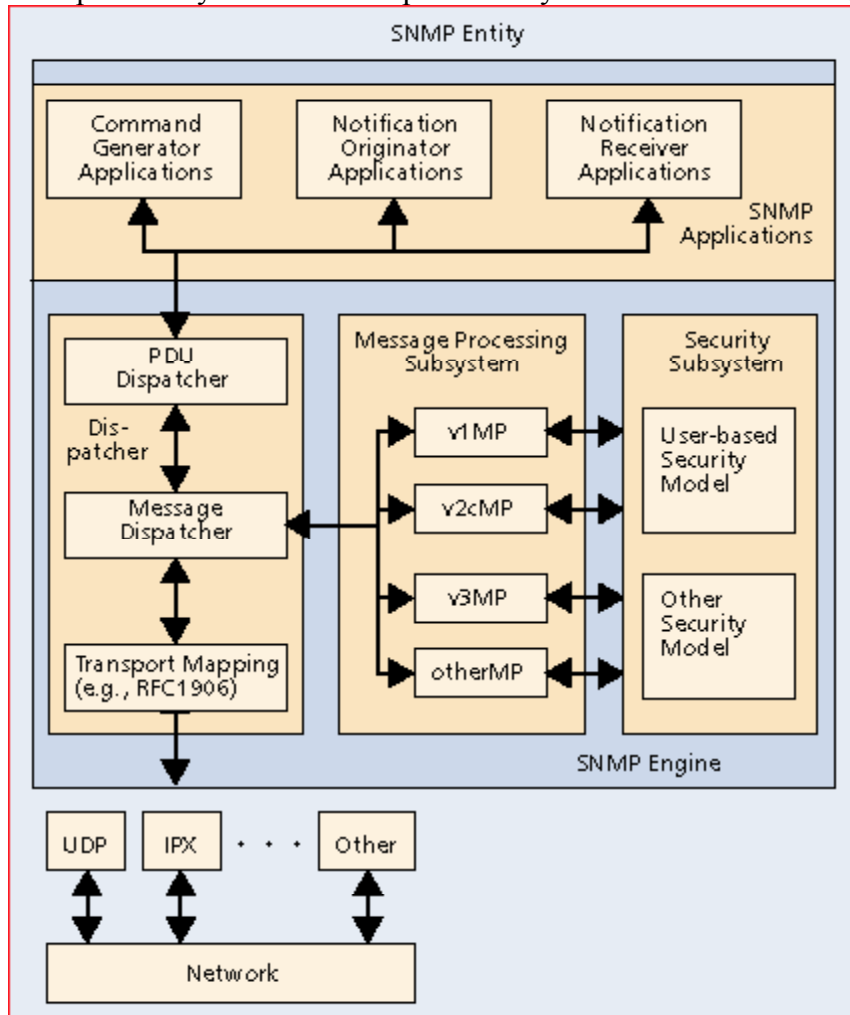 SNMP Entity
Command
Generator
Applications
Notification
Originator
Applications
Notification
Receiver
Applications
SNMP
Applications
PDU
Dispatcher
Dis-
patcher
Message
Dispatcher
Transport Mapping
(e.g., RFC1906)
Message Processing
Subsystem
v1MP
v2cMP
v3MP
otherMP
Security
Subsystem
User-based
Security
Model
Other
Security
Model
SNMP Engine
UDP
IPX
. . .
Other
Network